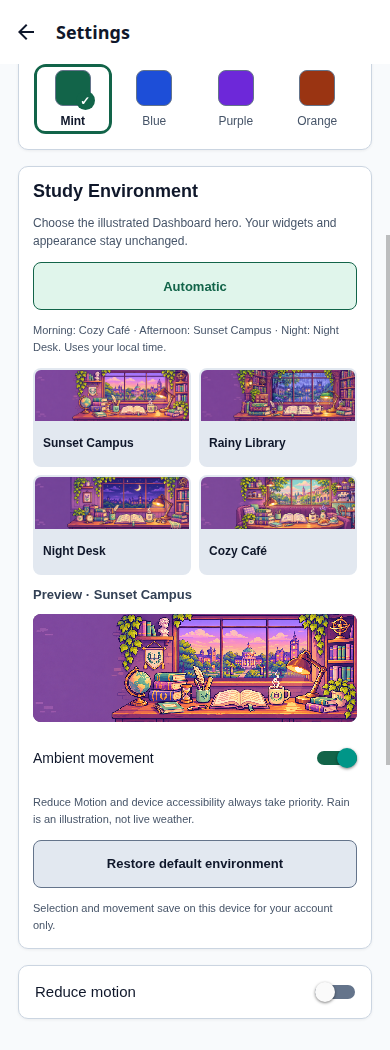 Settings
Mint
Blue
Purple
Orange
Study Environment
Choose the illustrated Dashboard hero. Your widgets and
appearance stay unchanged.
Automatic
Morning: Cozy Café · Afternoon: Sunset Campus · Night: Night
Desk. Uses your local time.
Sunset Campus
Rainy Library
Night Desk
Cozy Café
Preview · Sunset Campus
Ambient movement
Reduce Motion and device accessibility always take priority. Rain
is an illustration, not live weather.
Restore default environment
Selection and movement save on this device for your account
only.
Reduce motion